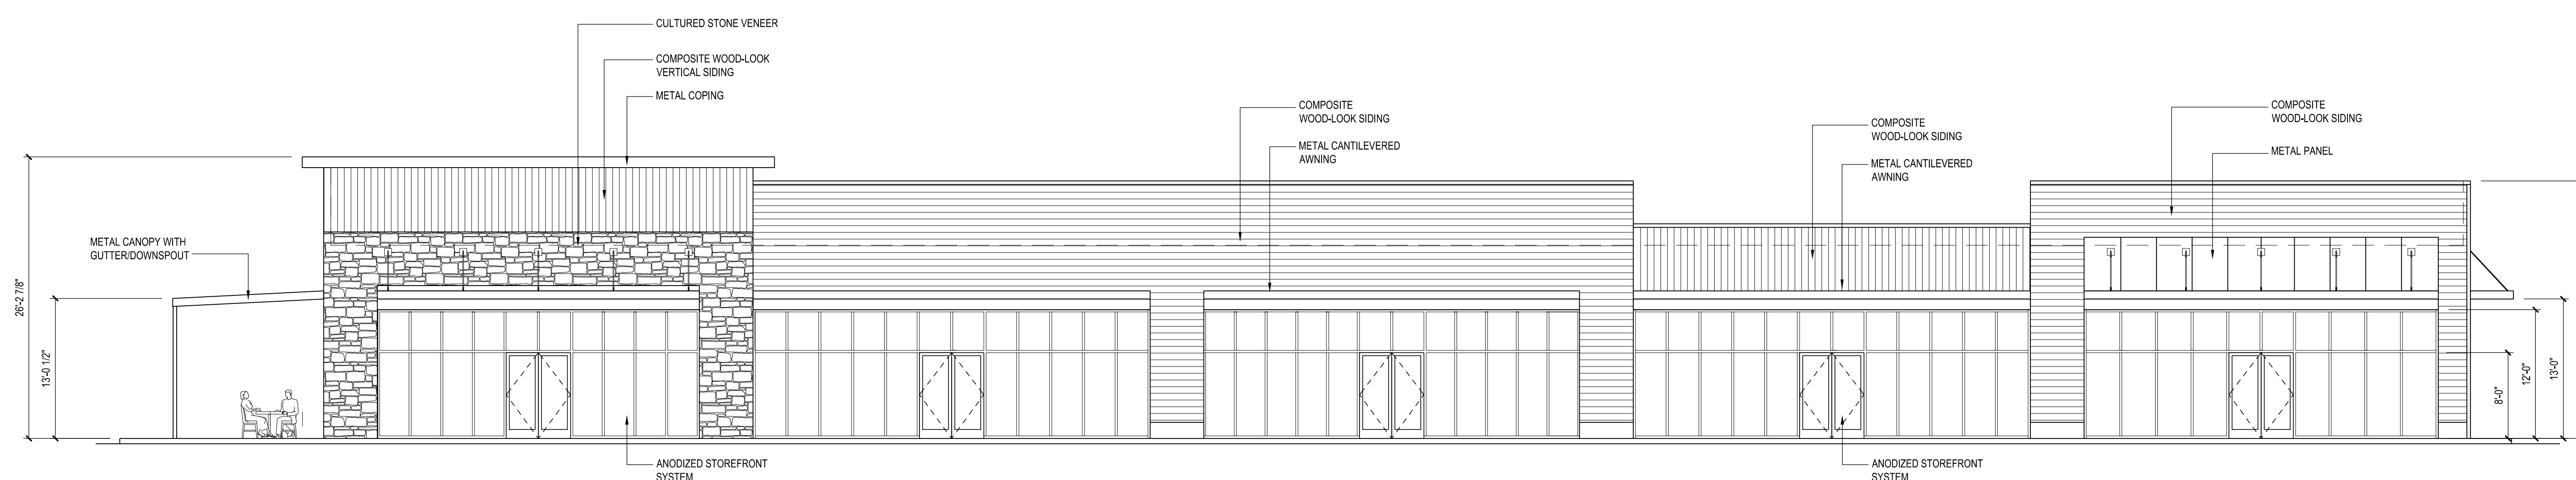 CULTURED STONE VENEER
COMPOSITE WOOD-LOOK
VERTICAL SIDING
METAL COPING
METAL CANOPY WITH
GUTTER/DOWNSPOUT
26'-2 7/8"
13'-0 1/2"
ANODIZED STOREFRONT
SYSTEM
COMPOSITE
WOOD-LOOK SIDING
METAL CANTILEVERED
AWNING
COMPOSITE
WOOD-LOOK SIDING
METAL CANTILEVERED
AWNING
ANODIZED STOREFRONT
SYSTEM
COMPOSITE
WOOD-LOOK SIDING
METAL PANEL
8'-0"
12'-0"
13'-0"